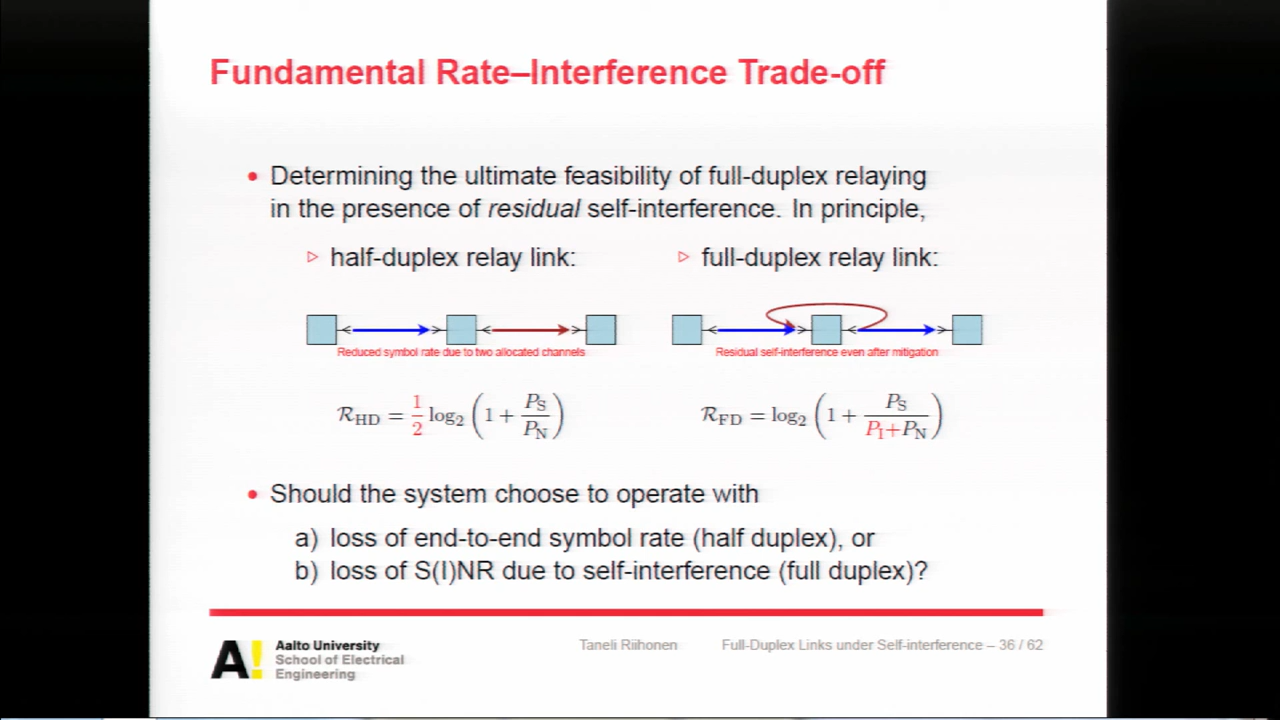 Fundamental Rate–Interference Trade-off
• Determining the ultimate feasibility of full-duplex relaying
in the presence of residual self-interference. In principle,
▷ half-duplex relay link:
▷ full-duplex relay link:
Reduced symbol rate due to two allocated channels
Residual self-interference even after mitigation
R_HD = 1/2 log₂ (1 + P_S/P_N)
R_FD = log₂ (1 + P_S/(P_I+P_N))
• Should the system choose to operate with
a) loss of end-to-end symbol rate (half duplex), or
b) loss of S(I)NR due to self-interference (full duplex)?
A!
Aalto University
School of Electrical
Engineering
Taneli Riihonen
Full-Duplex Links under Self-interference – 36 / 62